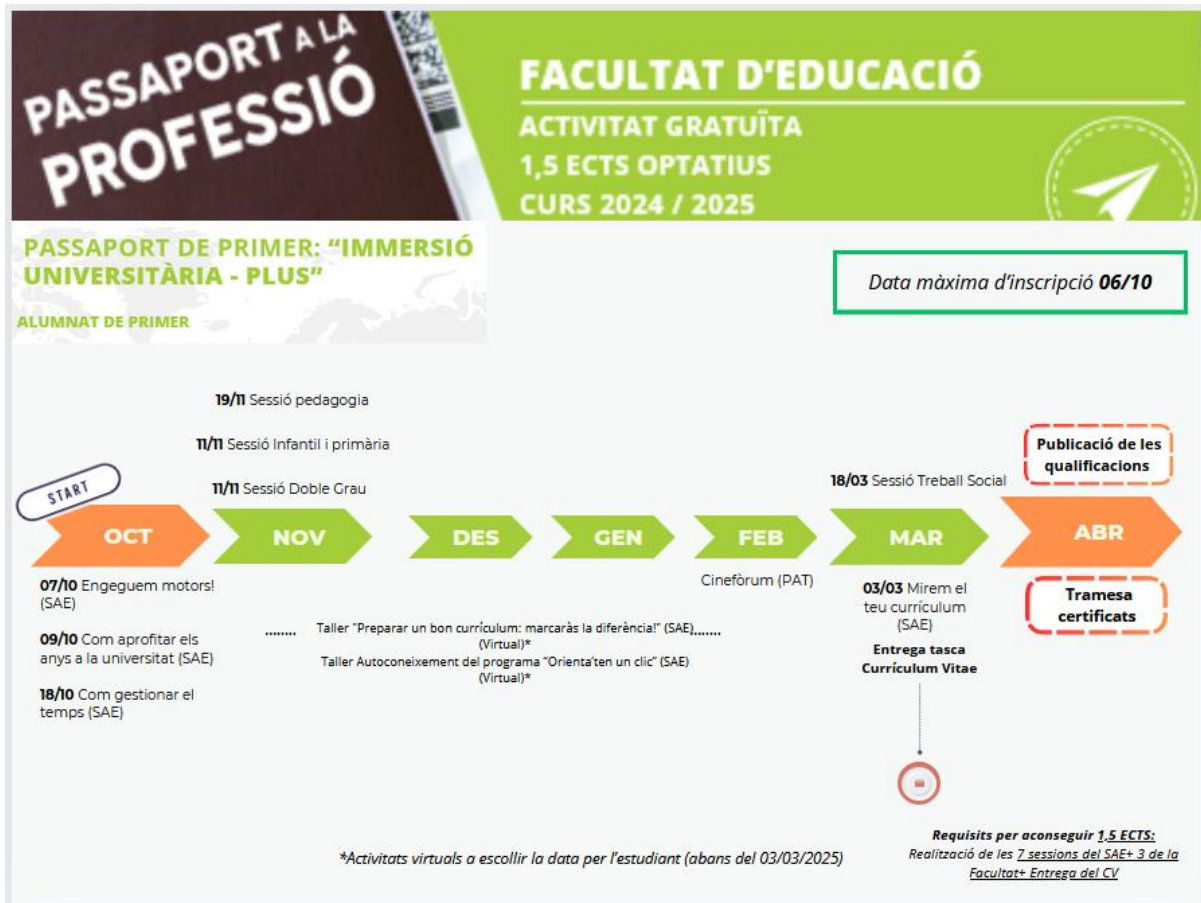 PASSAPORT A LA
PROFESSIÓ
FACULTAT D'EDUCACIÓ
ACTIVITAT GRATUÏTA
1,5 ECTS OPTATIUS
CURS 2024 / 2025
PASSAPORT DE PRIMER: “IMMERSIÓ
UNIVERSITÀRIA - PLUS”
ALUMNAT DE PRIMER
Data màxima d'inscripció 06/10
19/11 Sessió pedagogia
11/11 Sessió Infantil i primària
11/11 Sessió Doble Grau
18/03 Sessió Treball Social
Publicació de les
qualificacions
START
OCT
NOV
DES
GEN
FEB
MAR
ABR
07/10 Engeguem motors!
(SAE)
09/10 Com aprofitar els
anys a la universitat (SAE)
18/10 Com gestionar el
temps (SAE)
........ Taller “Preparar un bon currículum: marcaràs la diferència!” (SAE).......
(Virtual)*
Taller Autoconeixement del programa “Orienta'ten un clic” (SAE)
(Virtual)*
Cinefòrum (PAT)
03/03 Mirem el
teu currículum
(SAE)
Entrega tasca
Currículum Vitae
Tramesa
certificats
*Activitats virtuals a escollir la data per l'estudiant (abans del 03/03/2025)
Requisits per aconseguir 1,5 ECTS:
Realització de les 7 sessions del SAE+ 3 de la
Facultat+ Entrega del CV